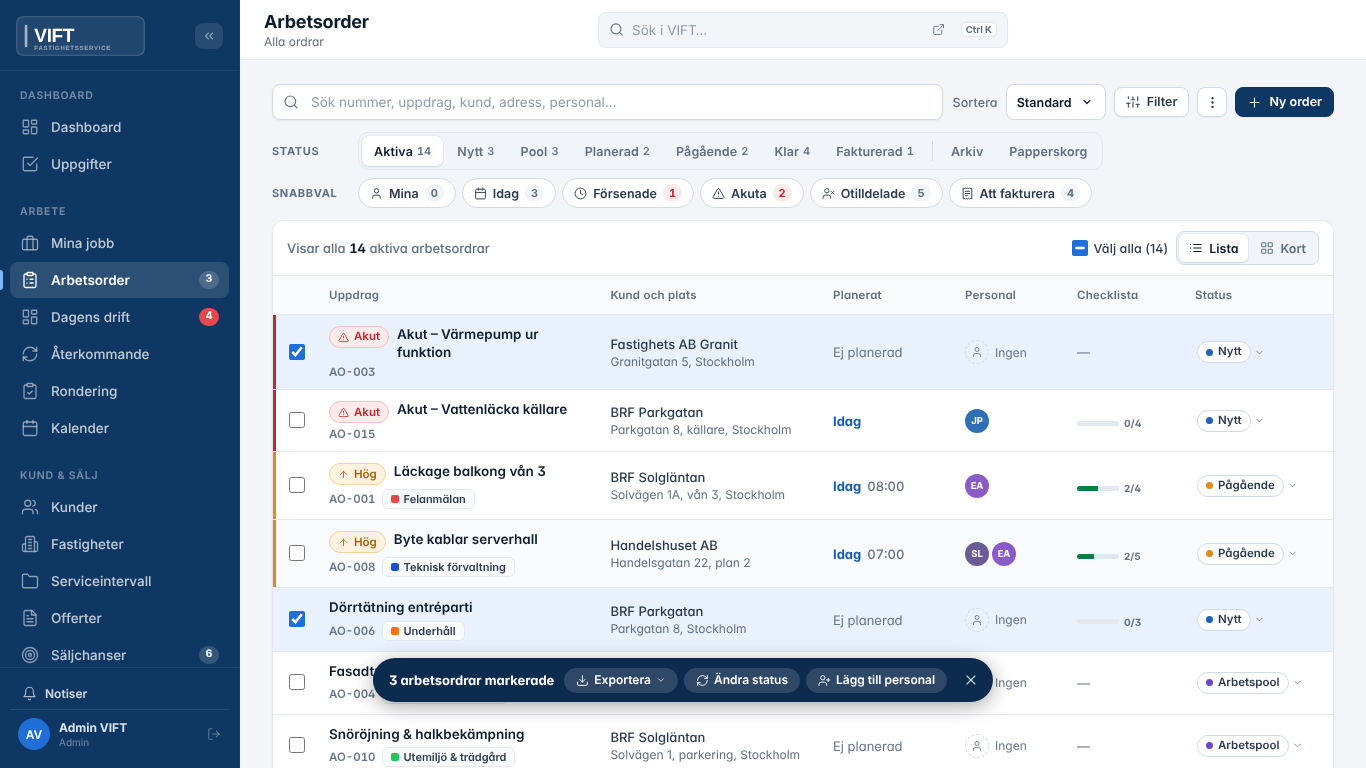 VIFT
FASTIGHETSSERVICE
DASHBOARD
Dashboard
Uppgifter
ARBETE
Mina jobb
Arbetsorder 3
Dagens drift 4
Återkommande
Rondering
Kalender
KUND & SÄLJ
Kunder
Fastigheter
Serviceintervall
Offerter
Säljchanser 6
Notiser
AV
Admin VIFT
Admin
Arbetsorder
Alla ordrar
Sök i VIFT...
Ctrl K
Sök nummer, uppdrag, kund, adress, personal...
Sortera
Standard
Filter
Ny order
STATUS
Aktiva 14
Nytt 3
Pool 3
Planerad 2
Pågående 2
Klar 4
Fakturerad 1
Arkiv
Papperskorg
SNABBVAL
Mina 0
Idag 3
Försenade 1
Akuta 2
Otilldelade 5
Att fakturera 4
Visar alla 14 aktiva arbetsordrar
Välj alla (14)
Lista
Kort
Uppdrag
Kund och plats
Planerat
Personal
Checklista
Status
Akut
Akut – Värmepump ur
funktion
AO-003
Fastighets AB Granit
Granitgatan 5, Stockholm
Ej planerad
Ingen
—
Nytt
Akut
Akut – Vattenläcka källare
AO-015
BRF Parkgatan
Parkgatan 8, källare, Stockholm
Idag
JP
0/4
Nytt
Hög
Läckage balkong vån 3
AO-001
Felanmälan
BRF Solgläntan
Solvägen 1A, vån 3, Stockholm
Idag 08:00
EA
2/4
Pågående
Hög
Byte kablar serverhall
AO-008
Teknisk förvaltning
Handelshuset AB
Handelsgatan 22, plan 2
Idag 07:00
SL
EA
2/5
Pågående
Dörrtätning entréparti
AO-006
Underhåll
BRF Parkgatan
Parkgatan 8, Stockholm
Ej planerad
Ingen
0/3
Nytt
Fasadt
AO-004
Ingen
—
Arbetspool
3 arbetsordrar markerade
Exportera
Ändra status
Lägg till personal
Snöröjning & halkbekämpning
AO-010
Utemiljö & trädgård
BRF Solgläntan
Solvägen 1, parkering, Stockholm
Ej planerad
Ingen
—
Arbetspool